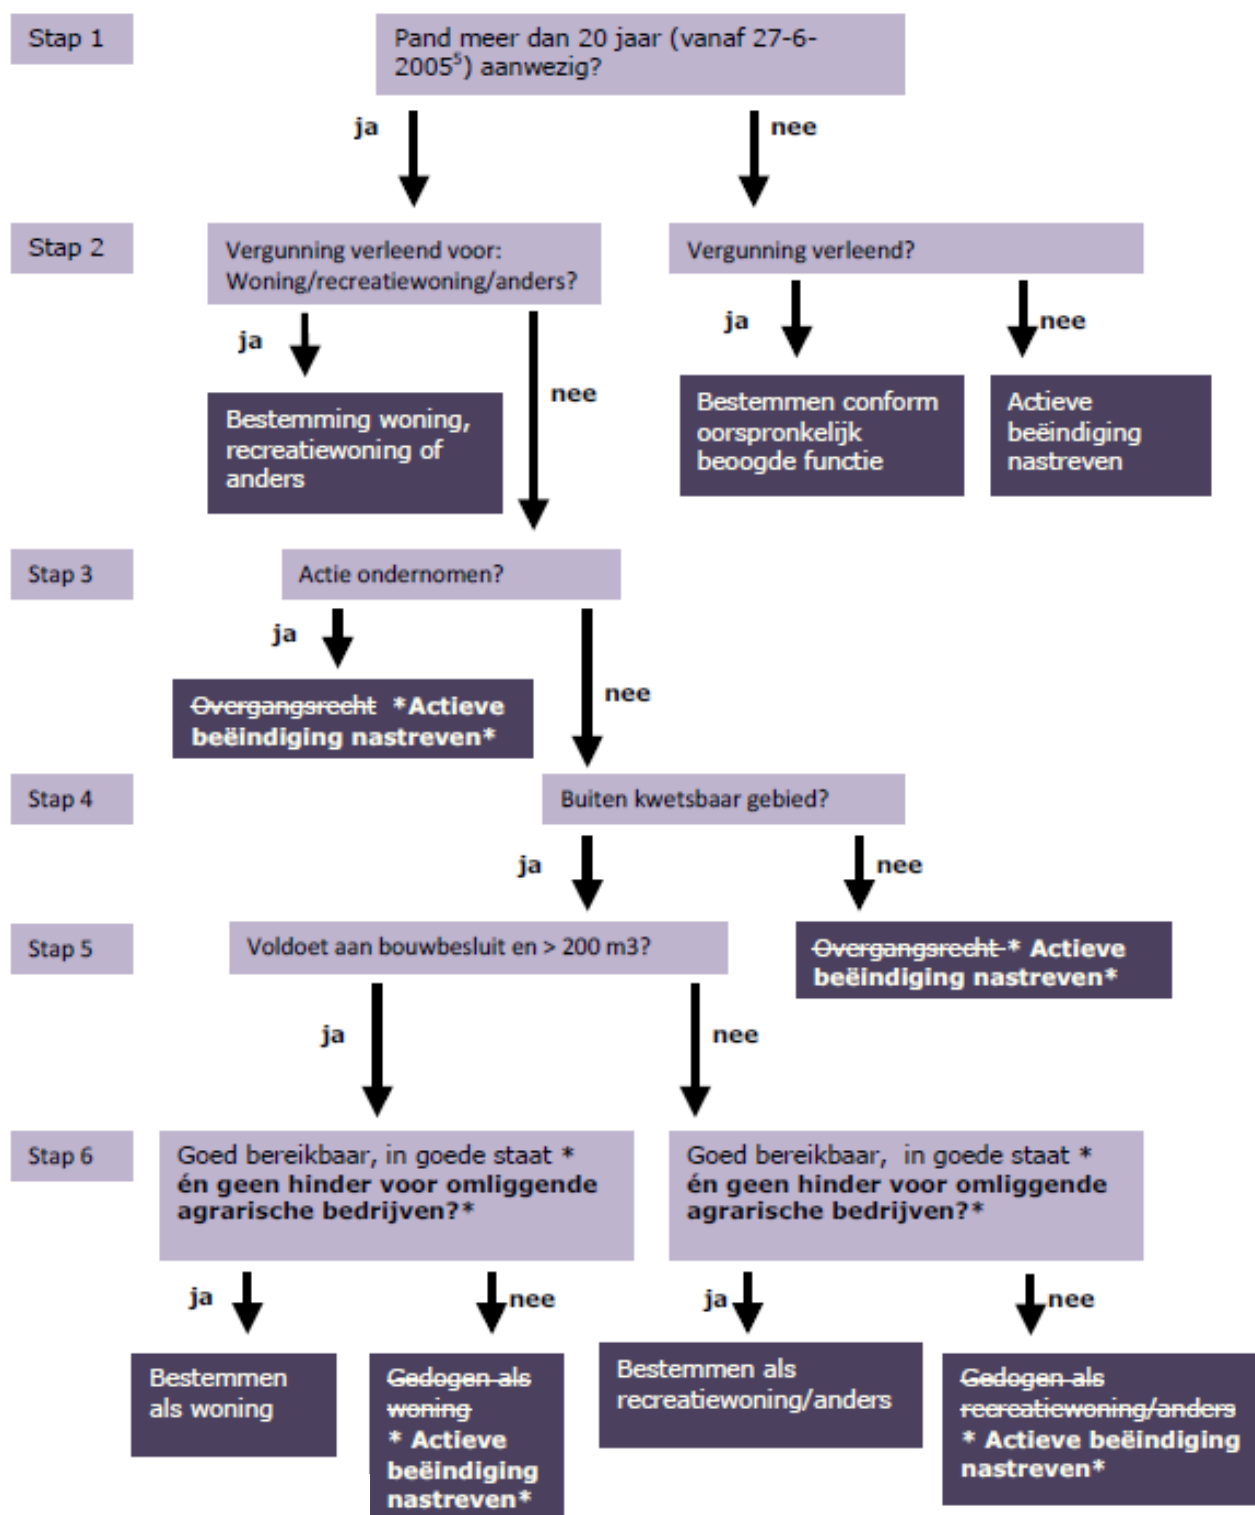 Stap 1
Pand meer dan 20 jaar (vanaf 27-6-
2005⁵) aanwezig?
ja
nee
Stap 2
Vergunning verleend voor:
Woning/recreatiewoning/anders?
Vergunning verleend?
ja
nee
ja
nee
Bestemming woning,
recreatiewoning of
anders
Bestemmen conform
oorspronkelijk
beoogde functie
Actieve
beëindiging
nastreven
Stap 3
Actie ondernomen?
ja
nee
Overgangsrecht *Actieve
beëindiging nastreven*
Stap 4
Buiten kwetsbaar gebied?
ja
nee
Stap 5
Voldoet aan bouwbesluit en > 200 m3?
Overgangsrecht * Actieve
beëindiging nastreven*
ja
nee
Stap 6
Goed bereikbaar, in goede staat *
én geen hinder voor omliggende
agrarische bedrijven?*
Goed bereikbaar, in goede staat *
én geen hinder voor omliggende
agrarische bedrijven?*
ja
nee
ja
nee
Bestemmen
als woning
Gedogen als
woning
* Actieve
beëindiging
nastreven*
Bestemmen als
recreatiewoning/anders
Gedogen als
recreatiewoning/anders
* Actieve beëindiging
nastreven*